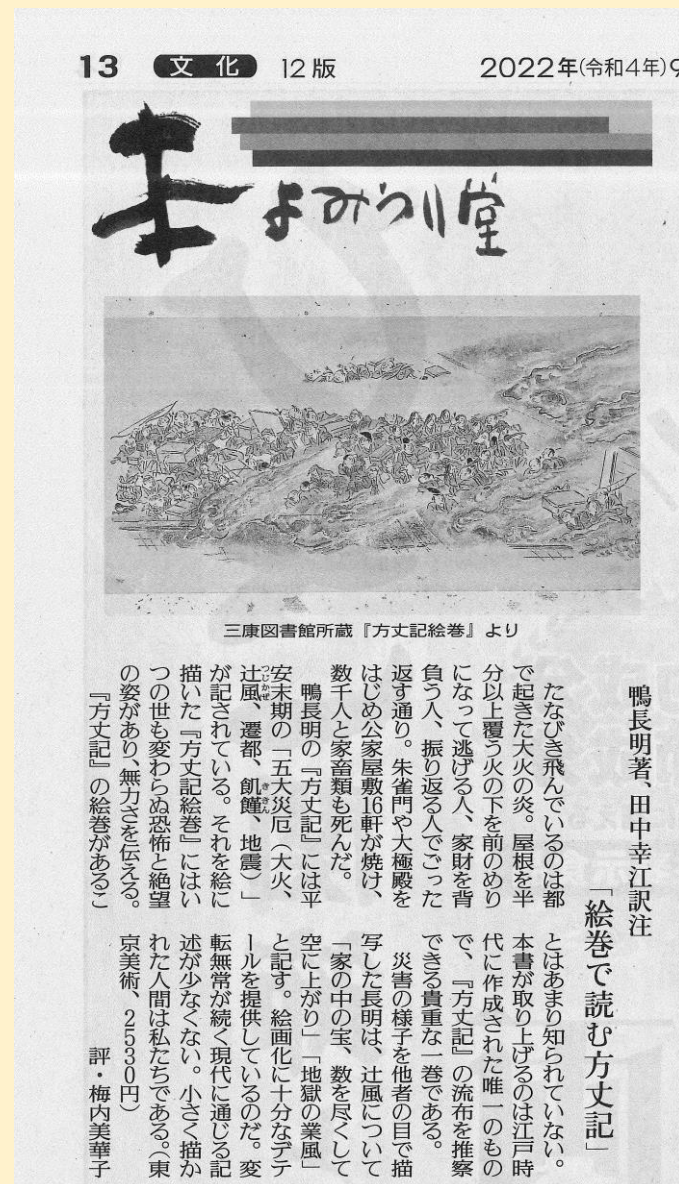 13 文化 12版 2022年(令和4年)9
本 よみうり堂
三康図書館所蔵『方丈記絵巻』より
鴨長明著、田中幸江訳注
「絵巻で読む方丈記」
たなびき飛んでいるのは都
で起きた大火の炎。屋根を半
分以上覆う火の下を前のめり
になって逃げる人、家財を背
負う人、振り返る人でごった
返す通り。朱雀門や大極殿を
はじめ公家屋敷16軒が焼け、
数千人と家畜類も死んだ。
鴨長明の『方丈記』には平
安末期の「五大災厄(大火、
辻風、遷都、飢饉、地震)」
が記されている。それを絵に
描いた『方丈記絵巻』にはい
つの世も変わらぬ恐怖と絶望
の姿があり、無力さを伝える。
『方丈記』の絵巻があるこ
とはあまり知られていない。
本書が取り上げるのは江戸時
代に作成された唯一のもの
で、『方丈記』の流布を推察
できる貴重な一巻である。
災害の様子を他者の目で描
写した長明は、辻風について
「家の中の宝、数を尽くして
空に上がり」「地獄の業風」
と記す。絵画化に十分なデテ
ールを提供しているのだ。変
転無常が続く現代に通じる記
述が少なくない。小さく描か
れた人間は私たちである。(東
京美術、2530円)
評・梅内美華子